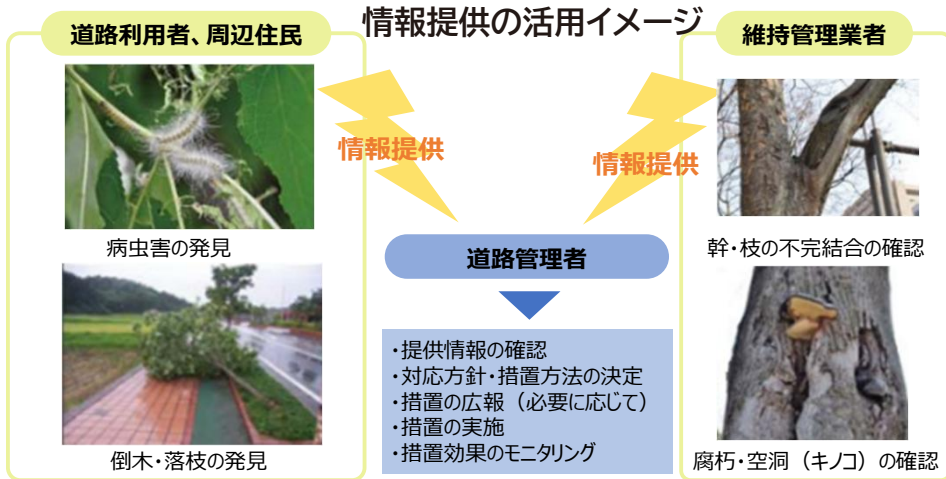 情報提供の活用イメージ
道路利用者、周辺住民
情報提供
病虫害の発見
倒木・落枝の発見
維持管理業者
情報提供
幹・枝の不完結合の確認
腐朽・空洞（キノコ）の確認
道路管理者
・提供情報の確認
・対応方針・措置方法の決定
・措置の広報（必要に応じて）
・措置の実施
・措置効果のモニタリング